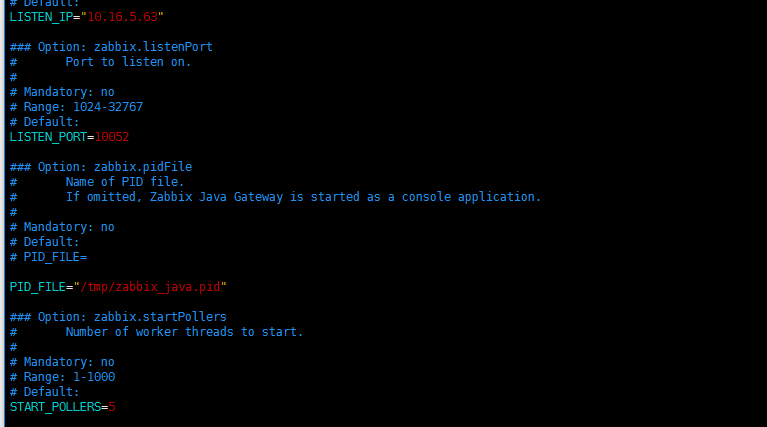 # Default:
LISTEN_IP="10.16.5.63"
### Option: zabbix.listenPort
#       Port to listen on.
#
# Mandatory: no
# Range: 1024-32767
# Default:
LISTEN_PORT=10052
### Option: zabbix.pidFile
#       Name of PID file.
#       If omitted, Zabbix Java Gateway is started as a console application.
#
# Mandatory: no
# Default:
# PID_FILE=
PID_FILE="/tmp/zabbix_java.pid"
### Option: zabbix.startPollers
#       Number of worker threads to start.
#
# Mandatory: no
# Range: 1-1000
# Default:
START_POLLERS=5